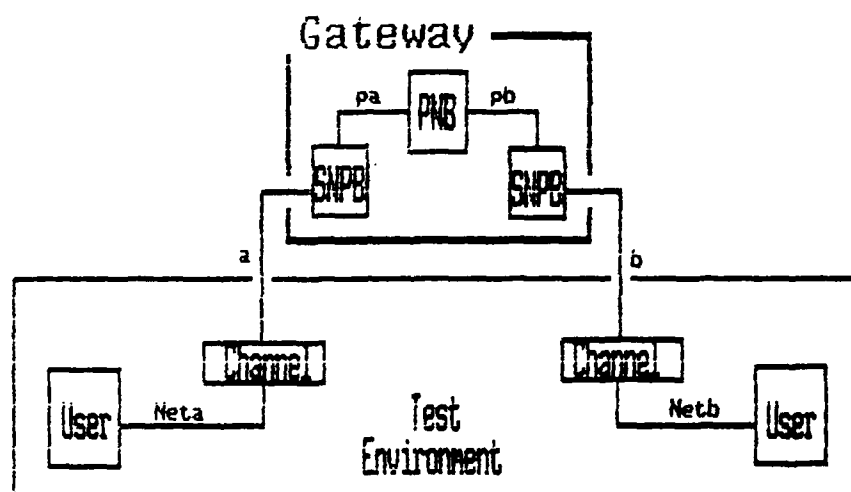 Gateway
pa
PNB
pb
SNPB
SNPB
a
b
Channel
Channel
User
Neta
Test
Environment
Netb
User